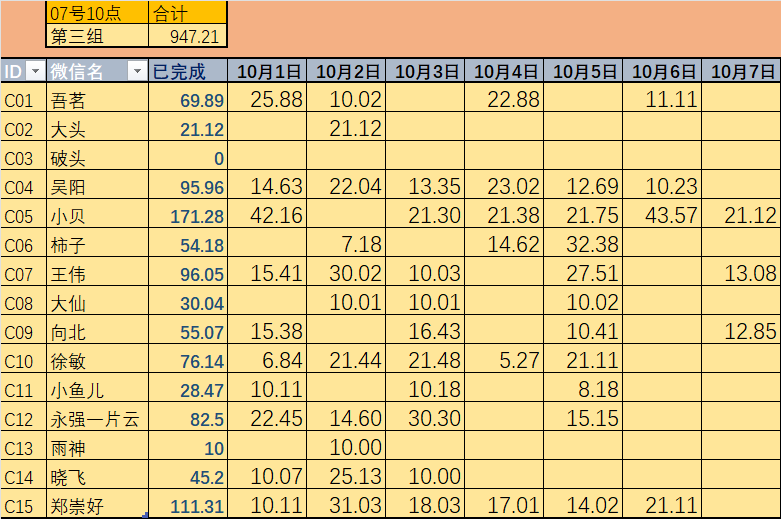 07号10点 合计
第三组 947.21
ID 微信名 已完成 10月1日 10月2日 10月3日 10月4日 10月5日 10月6日 10月7日
C01 吾茗 69.89 25.88 10.02 22.88 11.11
C02 大头 21.12 21.12
C03 破头 0
C04 吴阳 95.96 14.63 22.04 13.35 23.02 12.69 10.23
C05 小贝 171.28 42.16 21.30 21.38 21.75 43.57 21.12
C06 柿子 54.18 7.18 14.62 32.38
C07 王伟 96.05 15.41 30.02 10.03 27.51 13.08
C08 大仙 30.04 10.01 10.01 10.02
C09 向北 55.07 15.38 16.43 10.41 12.85
C10 徐敏 76.14 6.84 21.44 21.48 5.27 21.11
C11 小鱼儿 28.47 10.11 10.18 8.18
C12 永强一片云 82.5 22.45 14.60 30.30 15.15
C13 雨神 10 10.00
C14 晓飞 45.2 10.07 25.13 10.00
C15 郑崇好 111.31 10.11 31.03 18.03 17.01 14.02 21.11